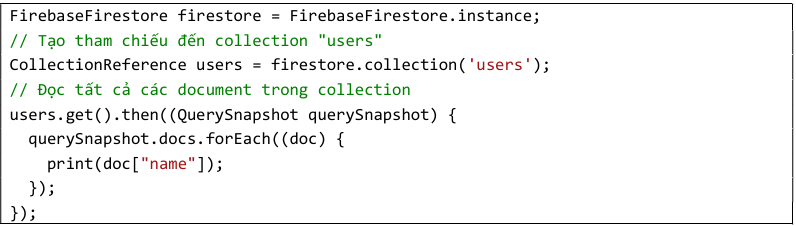 FirebaseFirestore firestore = FirebaseFirestore.instance;
// Tạo tham chiếu đến collection "users"
CollectionReference users = firestore.collection('users');
// Đọc tất cả các document trong collection
users.get().then((QuerySnapshot querySnapshot) {
  querySnapshot.docs.forEach((doc) {
    print(doc["name"]);
  });
});